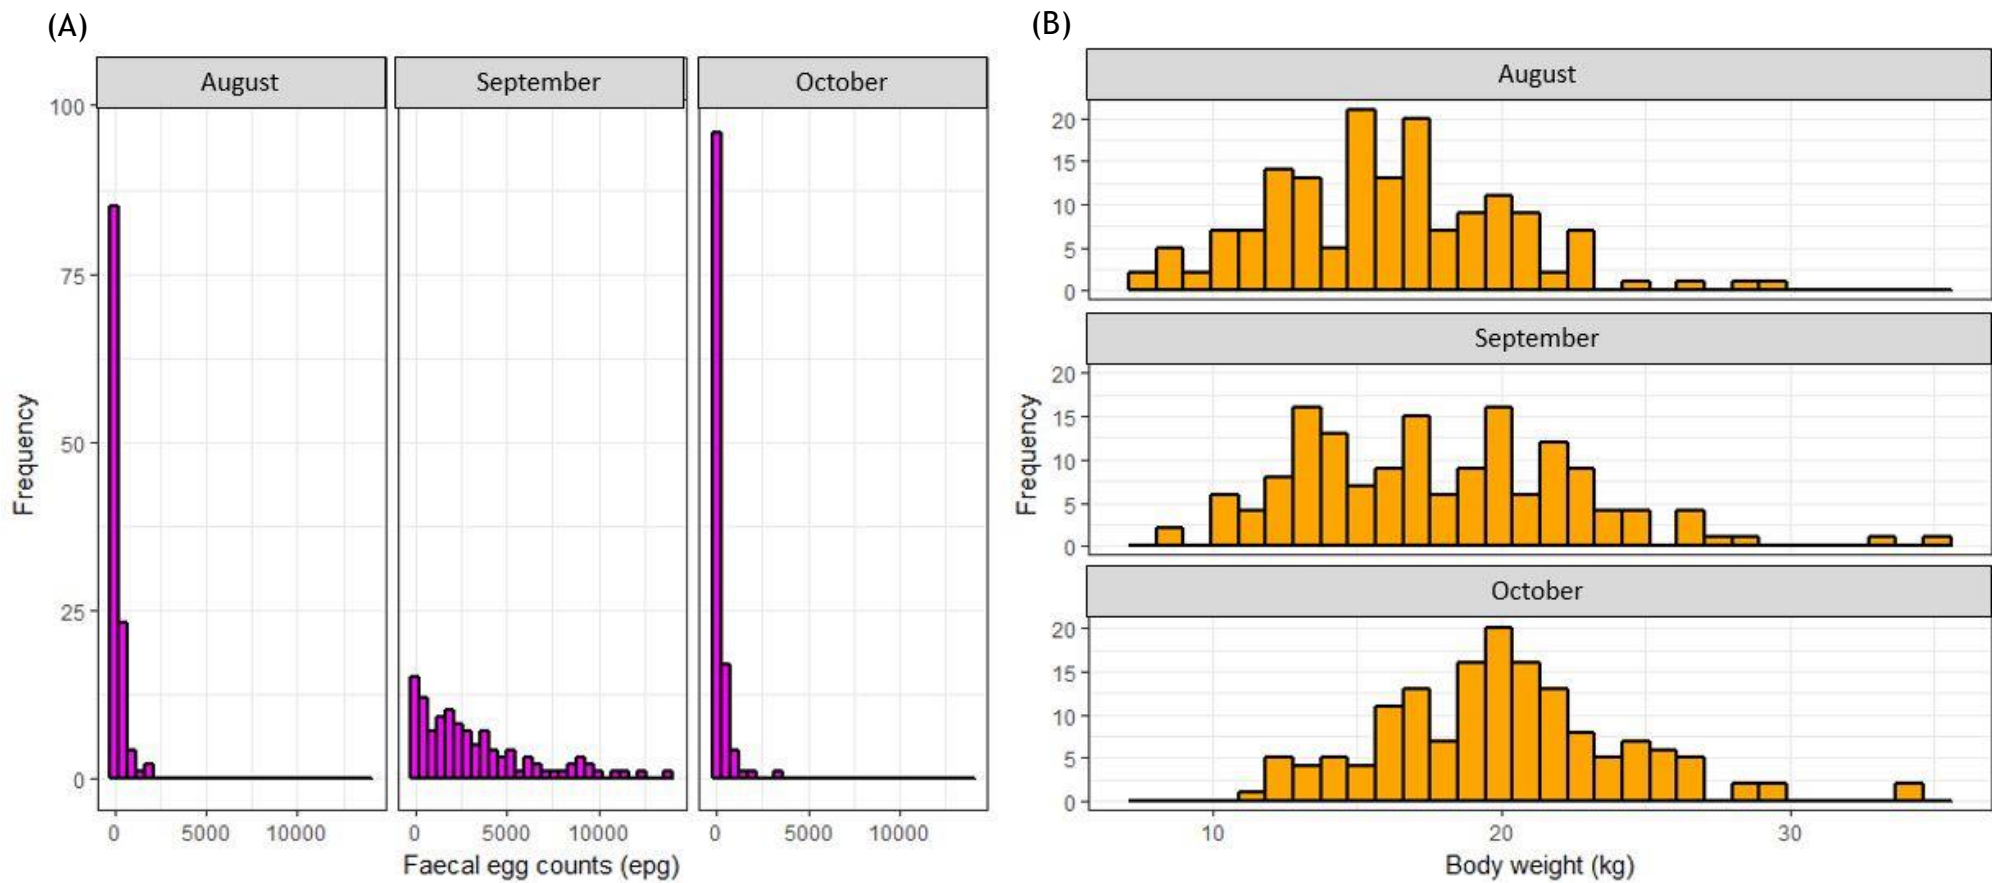 (A)
August September October
Frequency
100
75
50
25
0
0 5000 10000 0 5000 10000 0 5000 10000
Faecal egg counts (epg)
(B)
August
20
15
10
5
0
September
Frequency
20
15
10
5
0
October
20
15
10
5
0
10 20 30
Body weight (kg)